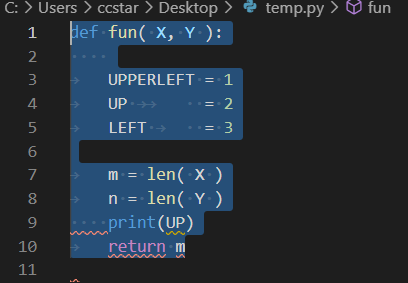 C: > Users > ccstar > Desktop > temp.py > fun
1 def fun( X, Y ):
2 ····
3 → UPPERLEFT = 1
4 → UP → → = 2
5 → LEFT → = 3
6
7 → m = len( X )
8 → n = len( Y )
9 ····print(UP)
10 → return m
11